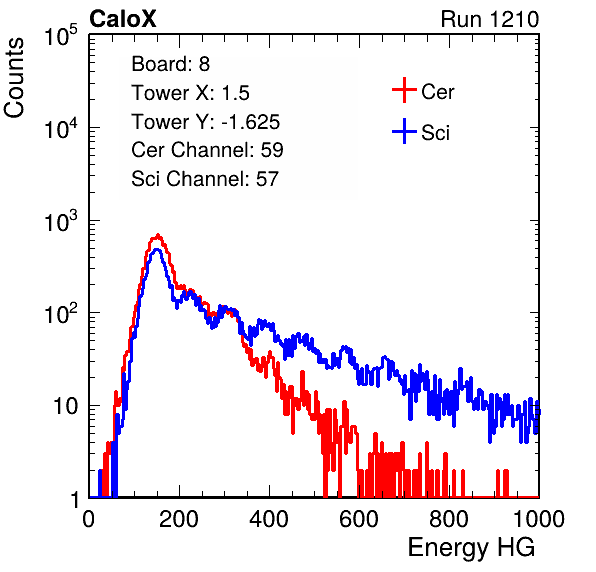 CaloX Run 1210
Counts
Board: 8
Tower X: 1.5
Tower Y: -1.625
Cer Channel: 59
Sci Channel: 57
Cer
Sci
10^5
10^4
10^3
10^2
10
1
0 200 400 600 800 1000
Energy HG